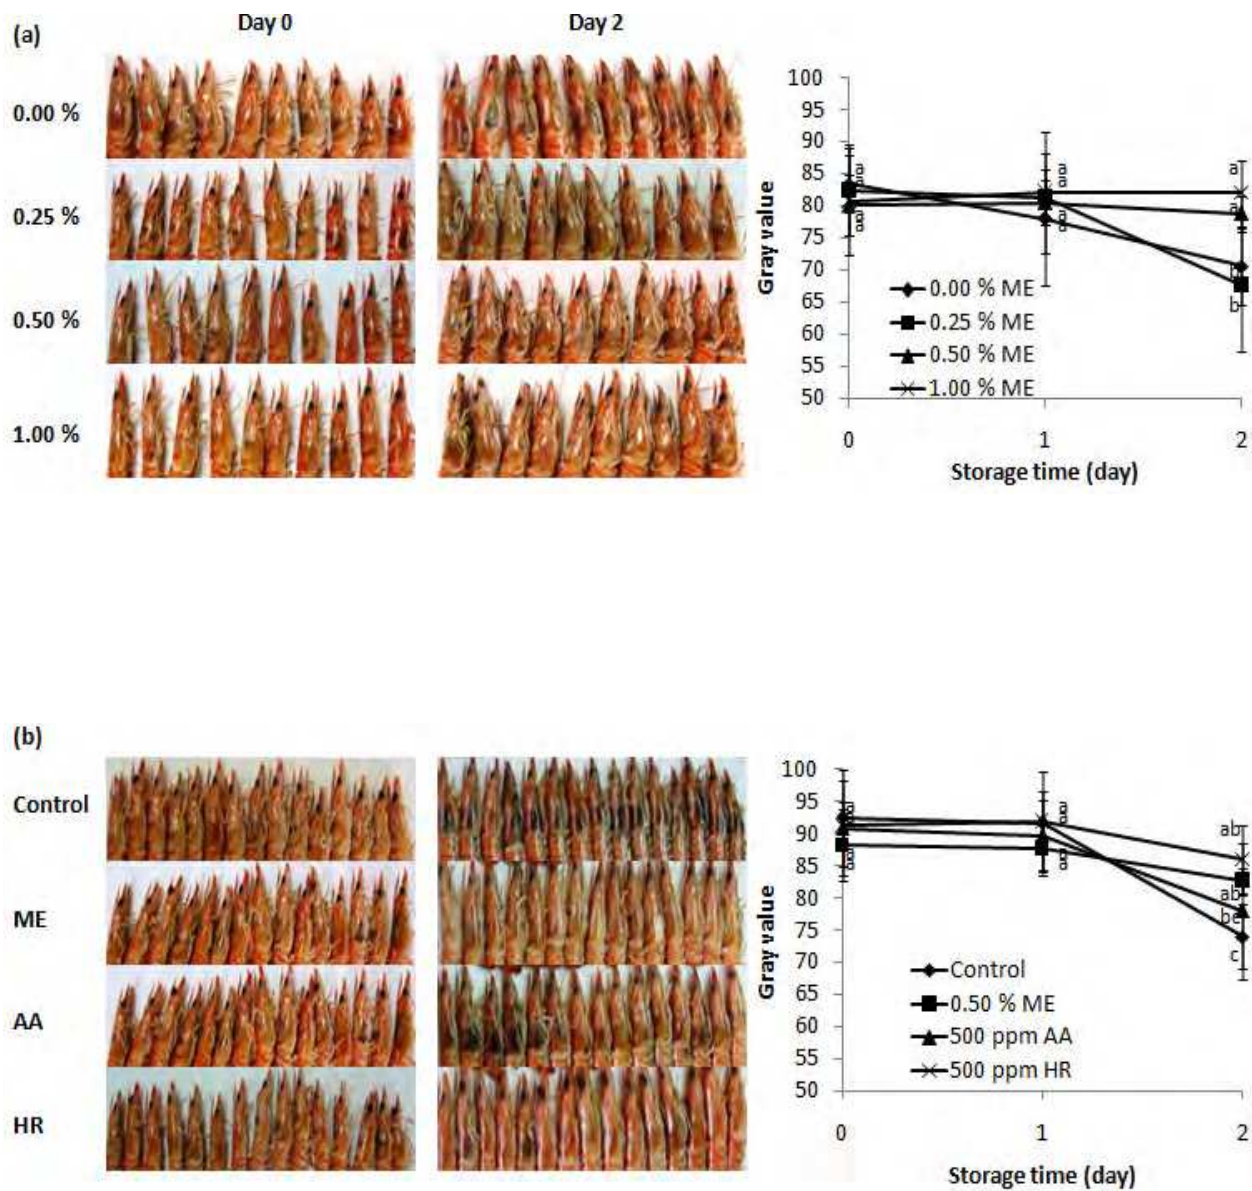 (a)
Day 0
Day 2
0.00 %
0.25 %
0.50 %
1.00 %
100
95
90
85
80
75
70
65
60
55
50
Gray value
a
a
a
a
a
a
a
a
a
a
b
b
0.00 % ME
0.25 % ME
0.50 % ME
1.00 % ME
0
1
2
Storage time (day)
(b)
Control
ME
AA
HR
100
95
90
85
80
75
70
65
60
55
50
Gray value
a
a
a
a
a
a
a
a
ab
ab
c
Control
0.50 % ME
500 ppm AA
500 ppm HR
0
1
2
Storage time (day)